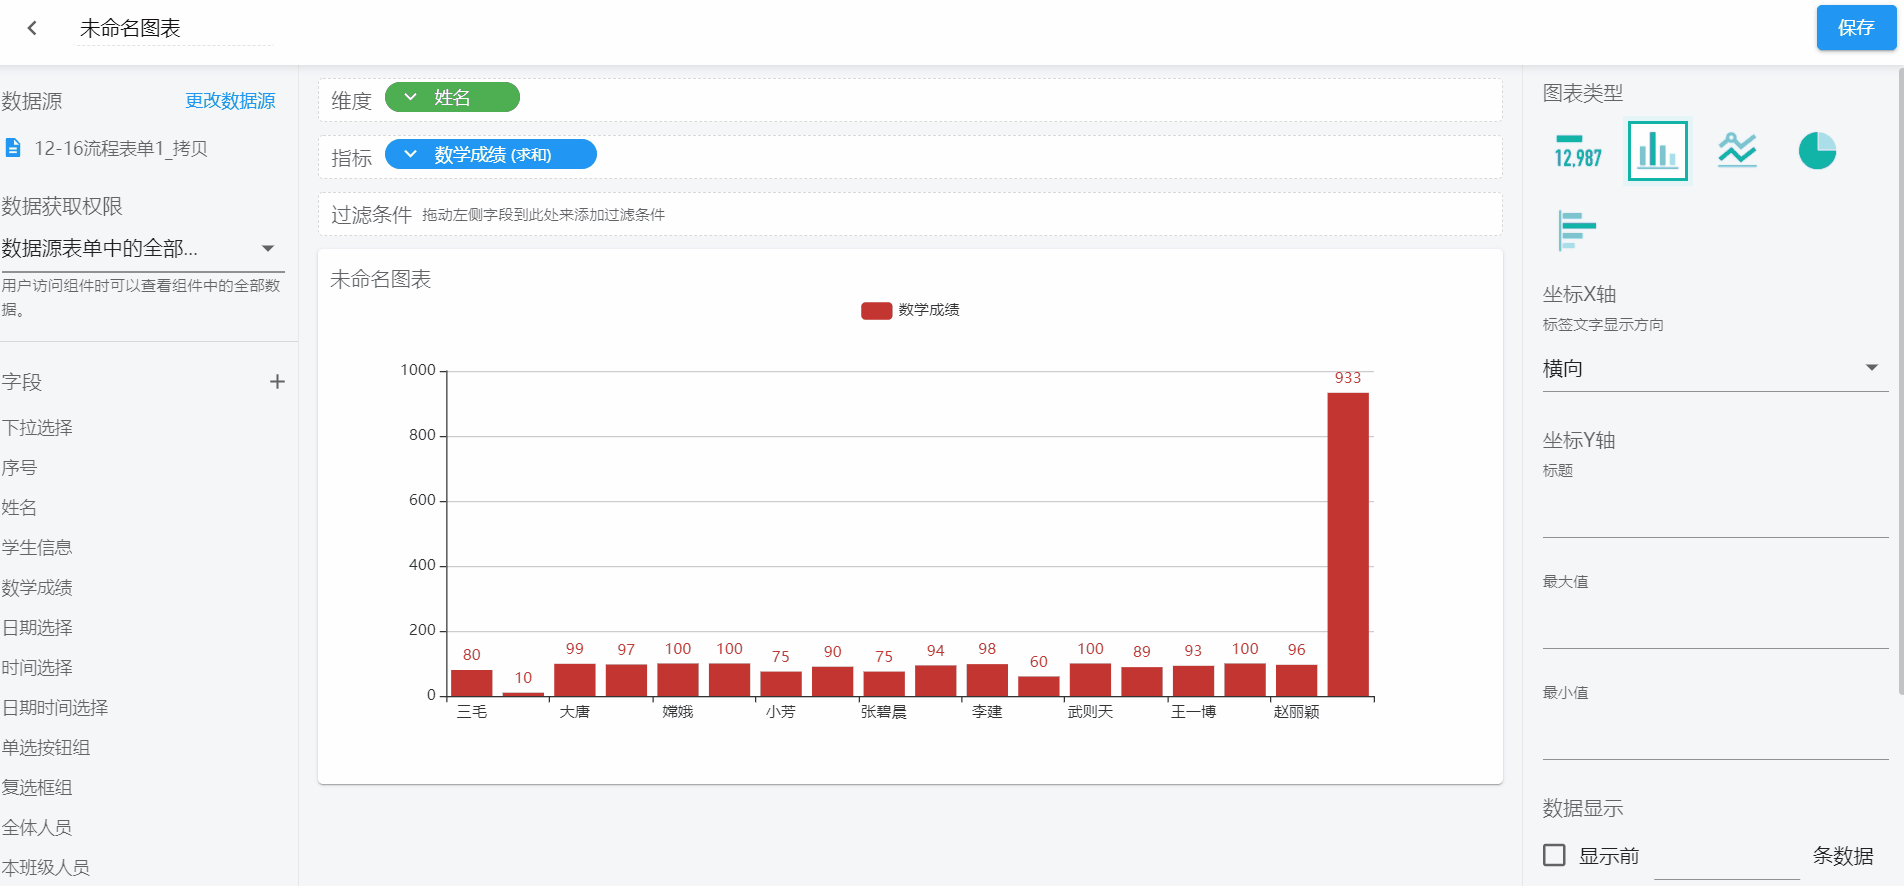 未命名图表
保存
数据源
更改数据源
12-16流程表单1_拷贝
数据获取权限
数据源表单中的全部...
用户访问组件时可以查看组件中的全部数
据。
字段
下拉选择
序号
姓名
学生信息
数学成绩
日期选择
时间选择
日期时间选择
单选按钮组
复选框组
全体人员
本班级人员
维度
姓名
指标
数学成绩 (求和)
过滤条件
拖动左侧字段到此处来添加过滤条件
未命名图表
数学成绩
1000
800
600
400
200
0
80
10
99
97
100
100
75
90
75
94
98
60
100
89
93
100
96
933
三毛
大唐
嫦娥
小芳
张碧晨
李建
武则天
王一博
赵丽颖
图表类型
12,987
坐标X轴
标签文字显示方向
横向
坐标Y轴
标题
最大值
最小值
数据显示
显示前
条数据